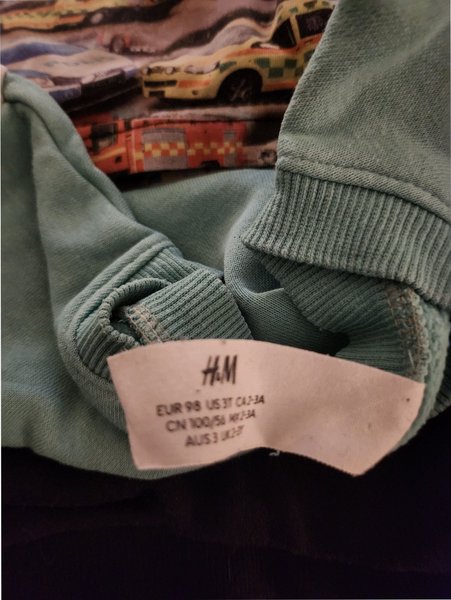 H&M
EUR 98 US 3T CA 2-3A
CN 100/56 MX 2-3A
AUS 3 UK 2-3Y